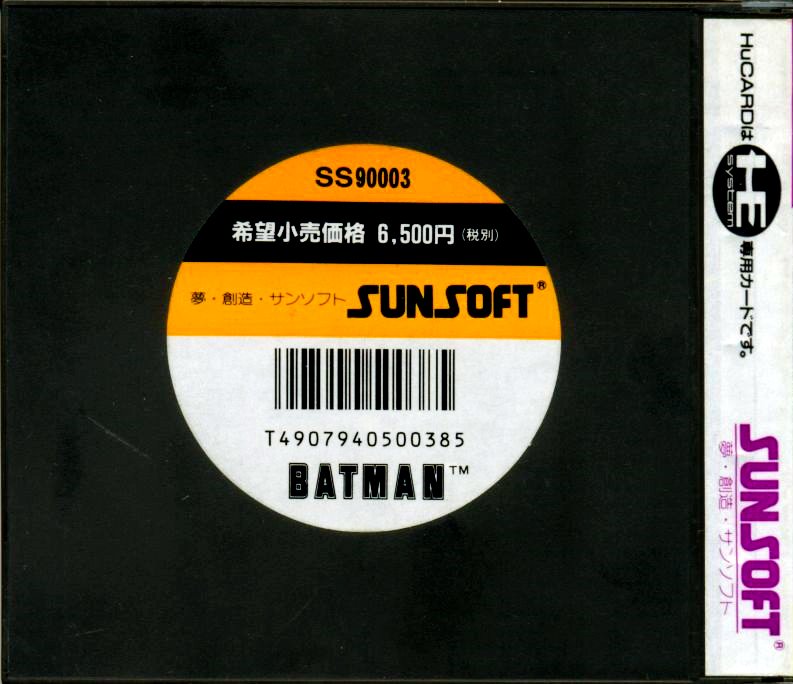 SS90003
希望小売価格 6,500円(税別)
夢・創造・サンソフト SUNSOFT®
T4907940500385
BATMAN™
HuCARDは HE system 専用カードです。
SUNSOFT®
夢・創造・サンソフト